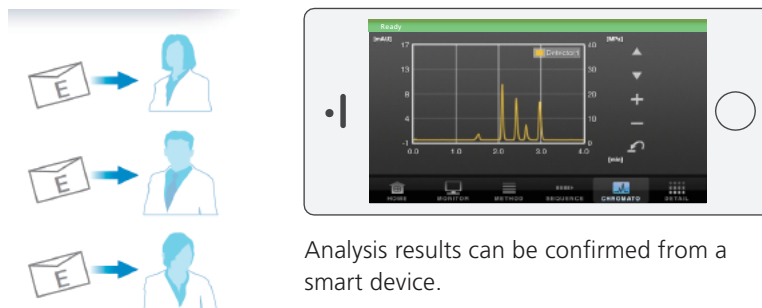 E
E
E
Ready
[mAU]
[MPa]
Detector1
17
13
8
4
-1
40
30
20
10
0
0.0 1.0 2.0 3.0 4.0
[min]
HOME MONITOR METHOD SEQUENCE CHROMATO DETAIL
Analysis results can be confirmed from a
smart device.